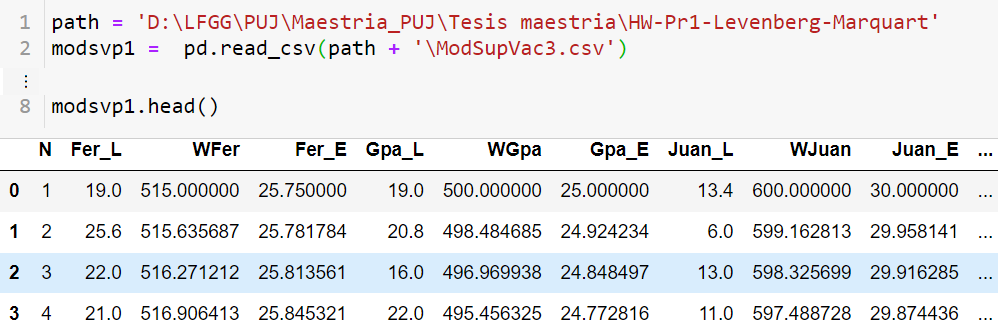 1 path = 'D:\LFGG\PUJ\Maestria_PUJ\Tesis maestria\HW-Pr1-Levenberg-Marquart'
2 modsvp1 =  pd.read_csv(path + '\ModSupVac3.csv')
⋮
8 modsvp1.head()
N Fer_L WFer Fer_E Gpa_L WGpa Gpa_E Juan_L WJuan Juan_E ...
0 1 19.0 515.000000 25.750000 19.0 500.000000 25.000000 13.4 600.000000 30.000000 ...
1 2 25.6 515.635687 25.781784 20.8 498.484685 24.924234 6.0 599.162813 29.958141 ...
2 3 22.0 516.271212 25.813561 16.0 496.969938 24.848497 13.0 598.325699 29.916285 ...
3 4 21.0 516.906413 25.845321 22.0 495.456325 24.772816 11.0 597.488728 29.874436 ...